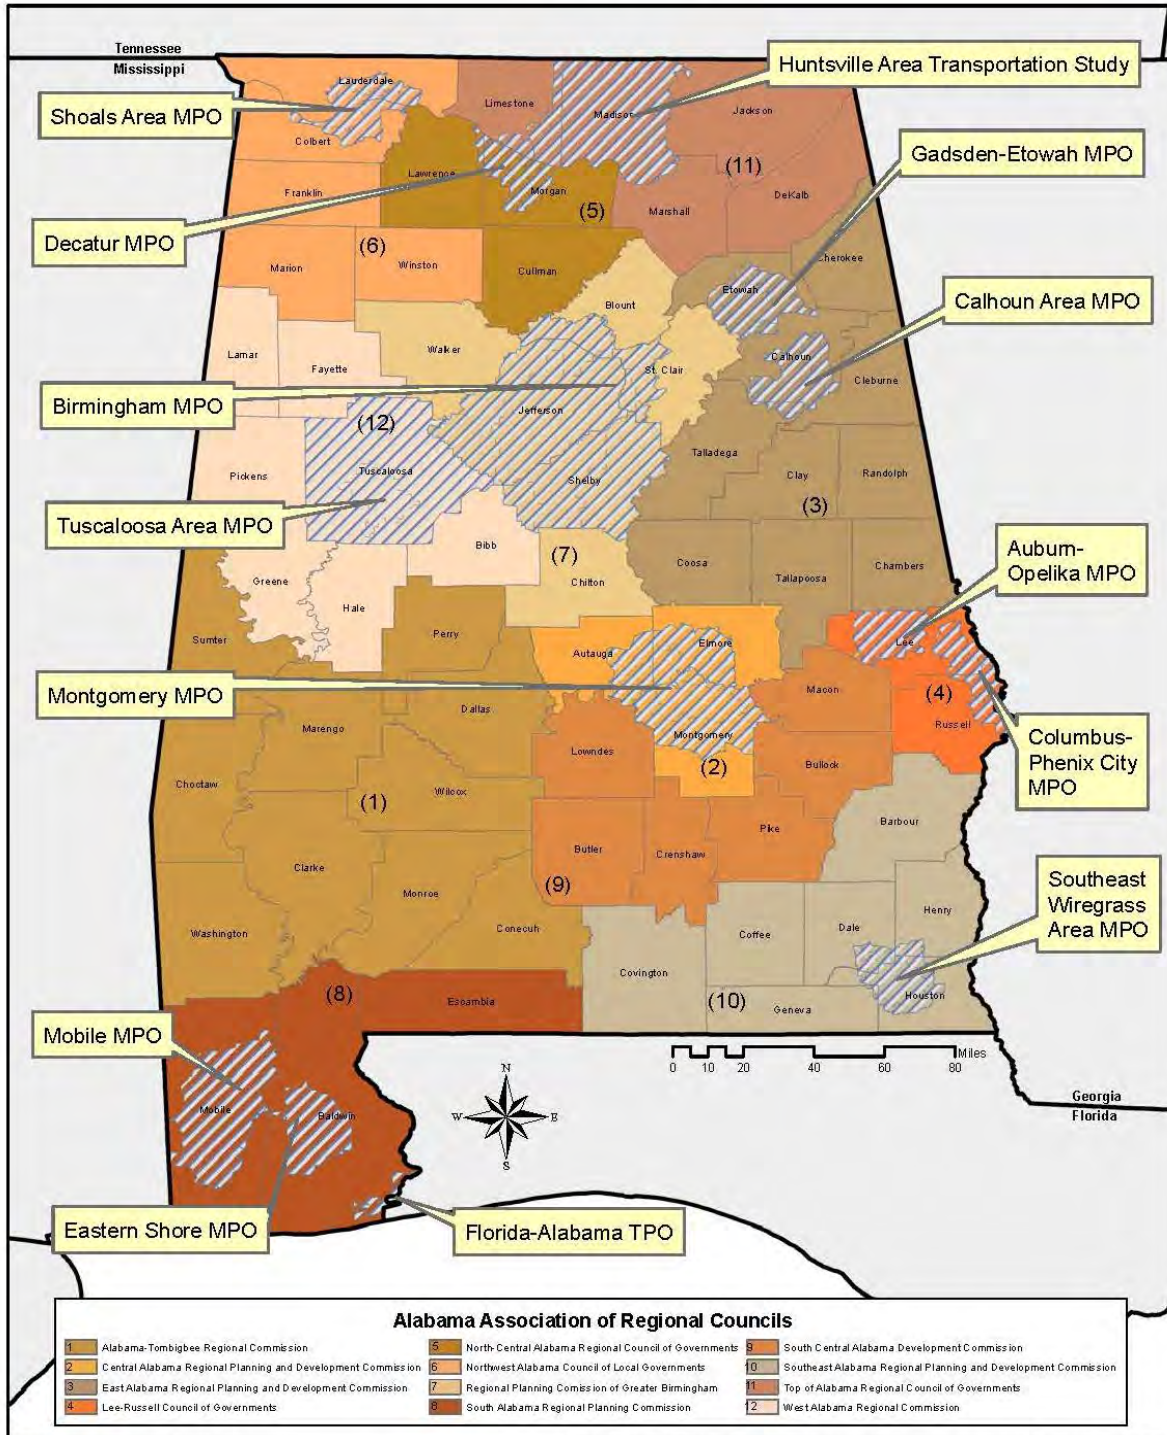 Tennessee
Mississippi
Huntsville Area Transportation Study
Lauderdale
Limestone
Madison
Jackson
Shoals Area MPO
Colbert
Gadsden-Etowah MPO
(11)
Lawrence
Morgan
DeKalb
Franklin
(5)
Marshall
Decatur MPO
(6)
Cherokee
Marion
Winston
Cullman
Etowah
Calhoun Area MPO
Blount
Lamar
Walker
Calhoun
Fayette
St. Clair
Cleburne
Birmingham MPO
Jefferson
(12)
Talladega
Pickens
Tuscaloosa
Clay
Randolph
Shelby
Tuscaloosa Area MPO
(3)
Bibb
(7)
Auburn-
Opelika MPO
Greene
Chilton
Coosa
Tallapoosa
Chambers
Hale
Sumter
Perry
Elmore
Lee
Autauga
Montgomery MPO
Macon
(4)
Dallas
Russell
Marengo
Montgomery
Columbus-
Phenix City
MPO
Lowndes
(2)
Bullock
Choctaw
Wilcox
(1)
Barbour
Pike
Butler
Crenshaw
Clarke
(9)
Southeast
Wiregrass
Area MPO
Monroe
Henry
Washington
Conecuh
Coffee
Dale
Covington
(8)
Escambia
(10)
Geneva
Houston
Mobile MPO
Miles
0 10 20 40 60 80
N
Georgia
Florida
Mobile
Baldwin
W
E
S
Eastern Shore MPO
Florida-Alabama TPO
Alabama Association of Regional Councils
1 Alabama-Tombigbee Regional Commission
2 Central Alabama Regional Planning and Development Commission
3 East Alabama Regional Planning and Development Commission
4 Lee-Russell Council of Governments
5 North-Central Alabama Regional Council of Governments
6 Northwest Alabama Council of Local Governments
7 Regional Planning Comission of Greater Birmingham
8 South Alabama Regional Planning Commission
9 South Central Alabama Development Commission
10 Southeast Alabama Regional Planning and Development Commission
11 Top of Alabama Regional Council of Governments
12 West Alabama Regional Commission